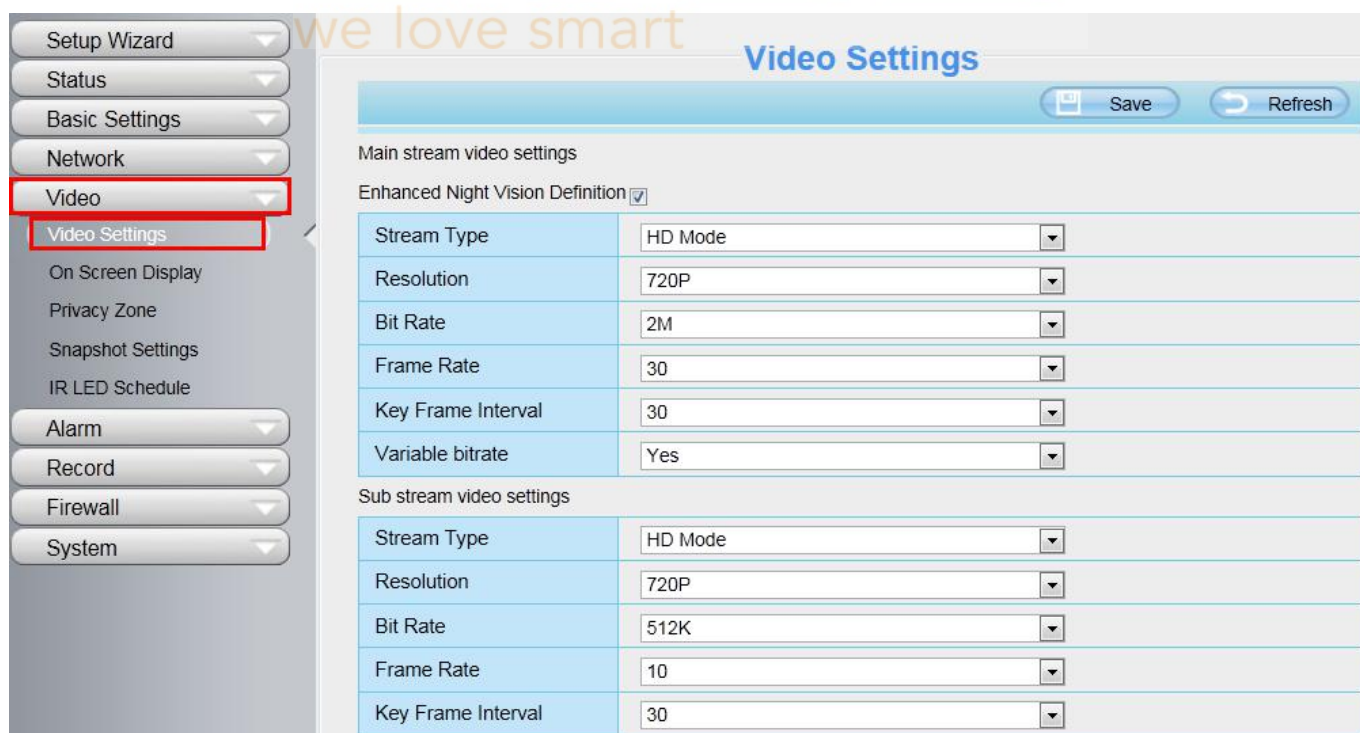 we love smart
Setup Wizard
Status
Basic Settings
Network
Video
Video Settings
On Screen Display
Privacy Zone
Snapshot Settings
IR LED Schedule
Alarm
Record
Firewall
System
Video Settings
Save Refresh
Main stream video settings
Enhanced Night Vision Definition
Stream Type HD Mode
Resolution 720P
Bit Rate 2M
Frame Rate 30
Key Frame Interval 30
Variable bitrate Yes
Sub stream video settings
Stream Type HD Mode
Resolution 720P
Bit Rate 512K
Frame Rate 10
Key Frame Interval 30